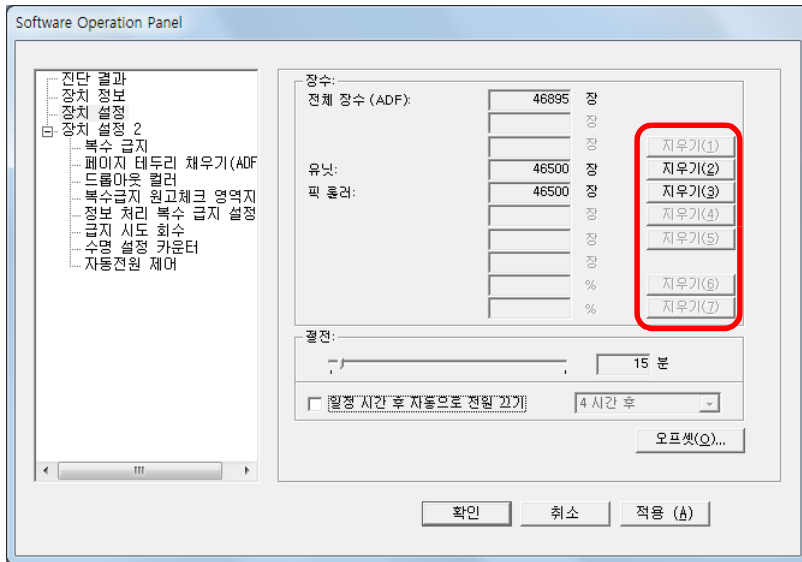 Software Operation Panel
진단 결과
장치 정보
장치 설정
장치 설정 2
복수 급지
페이지 테두리 채우기(ADF
드롭아웃 컬러
복수급지 원고체크 영역지
정보 처리 복수 급지 설정
급지 시도 회수
수명 설정 카운터
자동전원 제어
장수:
전체 장수 (ADF): 46895 장
장
장 지우기(1)
유닛: 46500 장 지우기(2)
픽 롤러: 46500 장 지우기(3)
장 지우기(4)
장 지우기(5)
장
% 지우기(6)
% 지우기(7)
절전:
15 분
일정 시간 후 자동으로 전원 끄기 4 시간 후
오프셋(O)...
확인 취소 적용 (A)